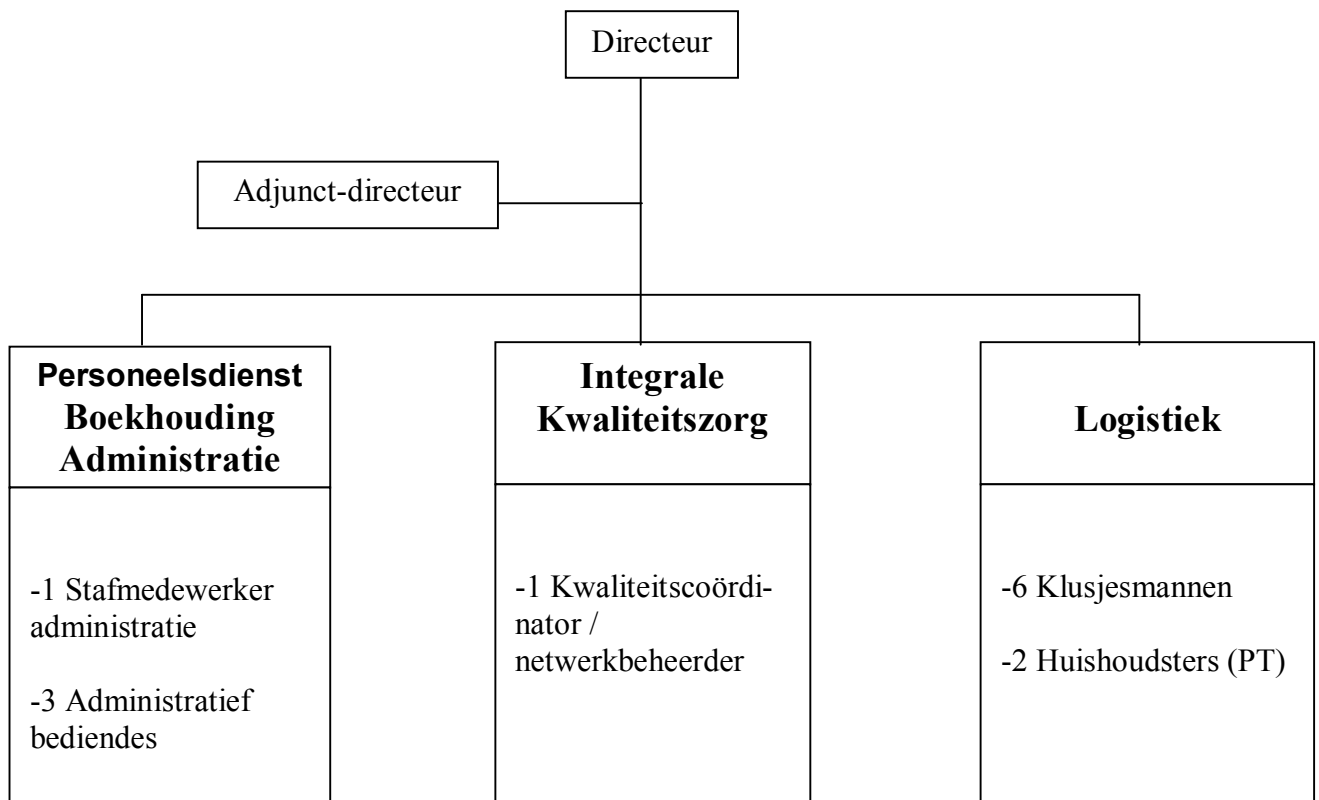 Directeur
Adjunct-directeur
Personeelsdienst
Boekhouding
Administratie
-1 Stafmedewerker
administratie
-3 Administratief
bediendes
Integrale
Kwaliteitszorg
-1 Kwaliteitscoördi-
nator /
netwerkbeheerder
Logistiek
-6 Klusjesmannen
-2 Huishoudsters (PT)